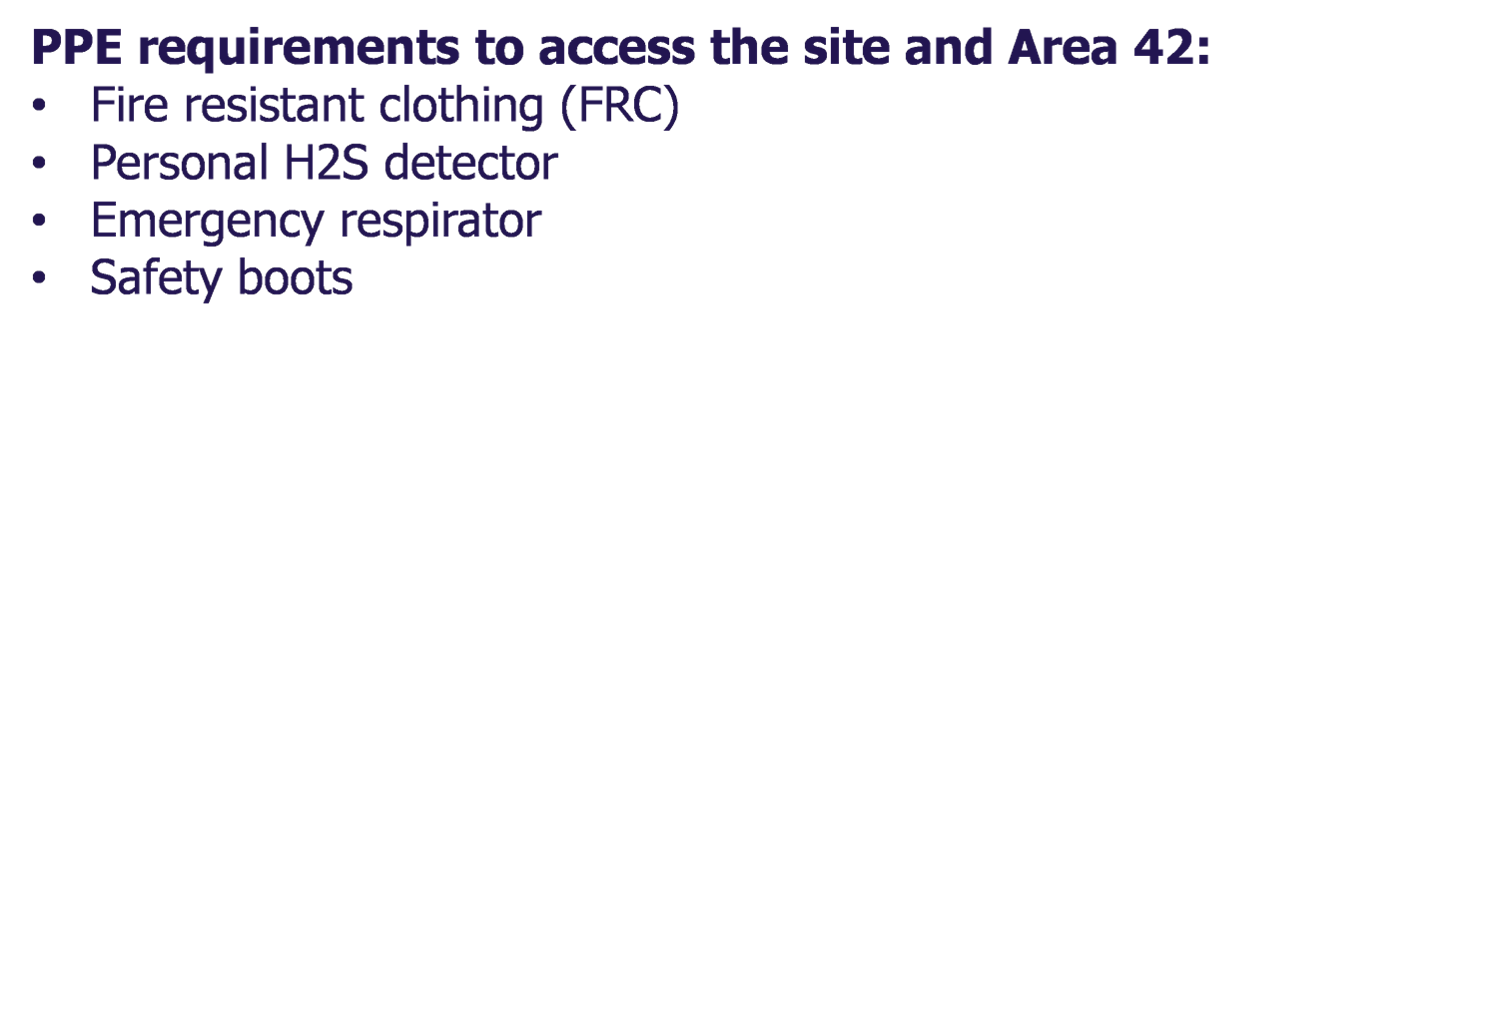 PPE requirements to access the site and Area 42:
• Fire resistant clothing (FRC)
• Personal H2S detector
• Emergency respirator
• Safety boots